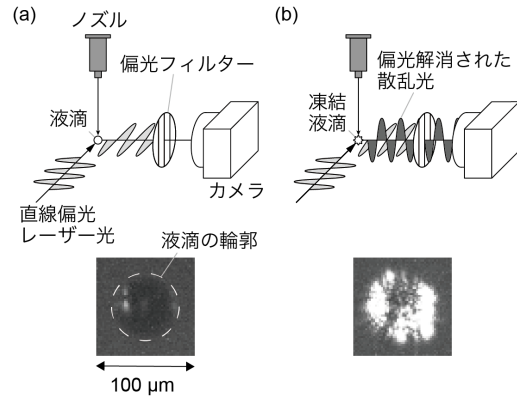 (a)
ノズル
偏光フィルター
液滴
カメラ
直線偏光
レーザー光
液滴の輪郭
100 µm
(b)
偏光解消された
散乱光
凍結
液滴